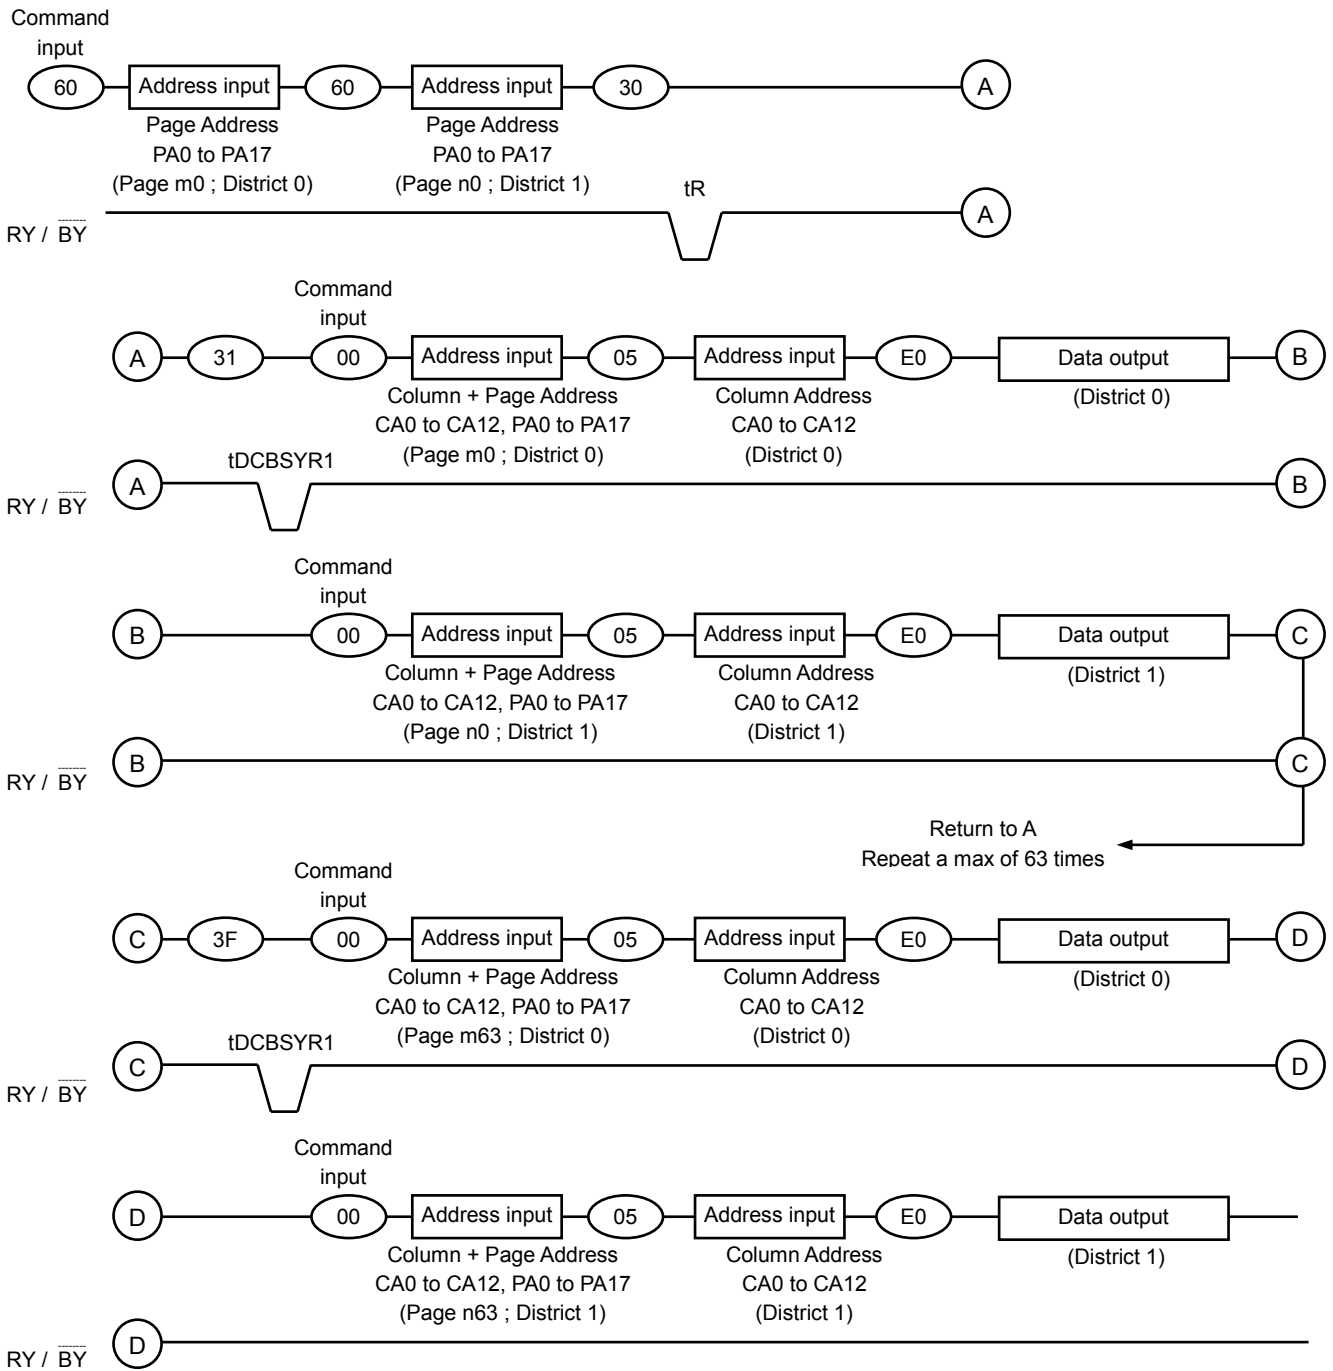 Command
input
60 Address input 60 Address input 30 A
Page Address Page Address
PA0 to PA17 PA0 to PA17
(Page m0 ; District 0) (Page n0 ; District 1)
tR
RY / BY A
Command
input
A 31 00 Address input 05 Address input E0 Data output B
Column + Page Address Column Address (District 0)
CA0 to CA12, PA0 to PA17 CA0 to CA12
(Page m0 ; District 0) (District 0)
tDCBSYR1
RY / BY A B
Command
input
B 00 Address input 05 Address input E0 Data output C
Column + Page Address Column Address (District 1)
CA0 to CA12, PA0 to PA17 CA0 to CA12
(Page n0 ; District 1) (District 1)
RY / BY B C
Return to A
Repeat a max of 63 times
Command
input
C 3F 00 Address input 05 Address input E0 Data output D
Column + Page Address Column Address (District 0)
CA0 to CA12, PA0 to PA17 CA0 to CA12
(Page m63 ; District 0) (District 0)
tDCBSYR1
RY / BY C D
Command
input
D 00 Address input 05 Address input E0 Data output
Column + Page Address Column Address (District 1)
CA0 to CA12, PA0 to PA17 CA0 to CA12
(Page n63 ; District 1) (District 1)
RY / BY D